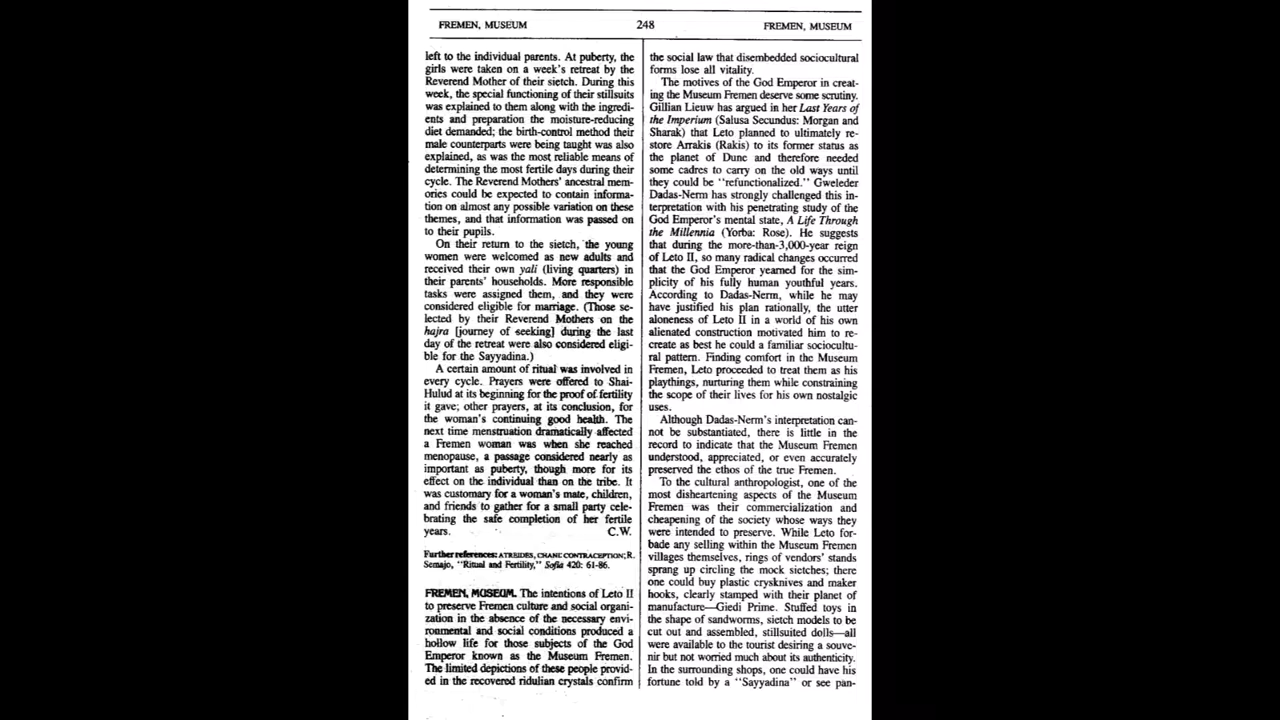 FREMEN, MUSEUM 248 FREMEN, MUSEUM
left to the individual parents. At puberty, the
girls were taken on a week's retreat by the
Reverend Mother of their sietch. During this
week, the special functioning of their stillsuits
was explained to them along with the ingredi-
ents and preparation the moisture-reducing
diet demanded; the birth-control method their
male counterparts were being taught was also
explained, as was the most reliable means of
determining the most fertile days during their
cycle. The Reverend Mothers' ancestral mem-
ories could be expected to contain informa-
tion on almost any possible variation on these
themes, and that information was passed on
to their pupils.
On their return to the sietch, the young
women were welcomed as new adults and
received their own yali (living quarters) in
their parents' households. More responsible
tasks were assigned them, and they were
considered eligible for marriage. (Those se-
lected by their Reverend Mothers on the
hajra [journey of seeking] during the last
day of the retreat were also considered eligi-
ble for the Sayyadina.)
A certain amount of ritual was involved in
every cycle. Prayers were offered to Shai-
Hulud at its beginning for the proof of fertility
it gave; other prayers, at its conclusion, for
the woman's continuing good health. The
next time menstruation dramatically affected
a Fremen woman was when she reached
menopause, a passage considered nearly as
important as puberty, though more for its
effect on the individual than on the tribe. It
was customary for a woman's mate, children,
and friends to gather for a small party cele-
brating the safe completion of her fertile
years. C.W.
Further references: ATREIDES, CHANI; CONTRACEPTION; R.
Semajo, "Ritual and Fertility," Sofia 420: 61-86.
FREMEN, MUSEUM. The intentions of Leto II
to preserve Fremen culture and social organi-
zation in the absence of the necessary envi-
ronmental and social conditions produced a
hollow life for those subjects of the God
Emperor known as the Museum Fremen.
The limited depictions of these people provid-
ed in the recovered ridulian crystals confirm
the social law that disembedded sociocultural
forms lose all vitality.
The motives of the God Emperor in creat-
ing the Museum Fremen deserve some scrutiny.
Gillian Lieuw has argued in her Last Years of
the Imperium (Salusa Secundus: Morgan and
Sharak) that Leto planned to ultimately re-
store Arrakis (Rakis) to its former status as
the planet of Dune and therefore needed
some cadres to carry on the old ways until
they could be "refunctionalized." Gweleder
Dadas-Nerm has strongly challenged this in-
terpretation with his penetrating study of the
God Emperor's mental state, A Life Through
the Millennia (Yorba: Rose). He suggests
that during the more-than-3,000-year reign
of Leto II, so many radical changes occurred
that the God Emperor yearned for the sim-
plicity of his fully human youthful years.
According to Dadas-Nerm, while he may
have justified his plan rationally, the utter
aloneness of Leto II in a world of his own
alienated construction motivated him to re-
create as best he could a familiar sociocultu-
ral pattern. Finding comfort in the Museum
Fremen, Leto proceeded to treat them as his
playthings, nurturing them while constraining
the scope of their lives for his own nostalgic
uses.
Although Dadas-Nerm's interpretation can-
not be substantiated, there is little in the
record to indicate that the Museum Fremen
understood, appreciated, or even accurately
preserved the ethos of the true Fremen.
To the cultural anthropologist, one of the
most disheartening aspects of the Museum
Fremen was their commercialization and
cheapening of the society whose ways they
were intended to preserve. While Leto for-
bade any selling within the Museum Fremen
villages themselves, rings of vendors' stands
sprang up circling the mock sietches; there
one could buy plastic crysknives and maker
hooks, clearly stamped with their planet of
manufacture—Giedi Prime. Stuffed toys in
the shape of sandworms, sietch models to be
cut out and assembled, stillsuited dolls—all
were available to the tourist desiring a souve-
nir but not worried much about its authenticity.
In the surrounding shops, one could have his
fortune told by a "Sayyadina" or see pan-